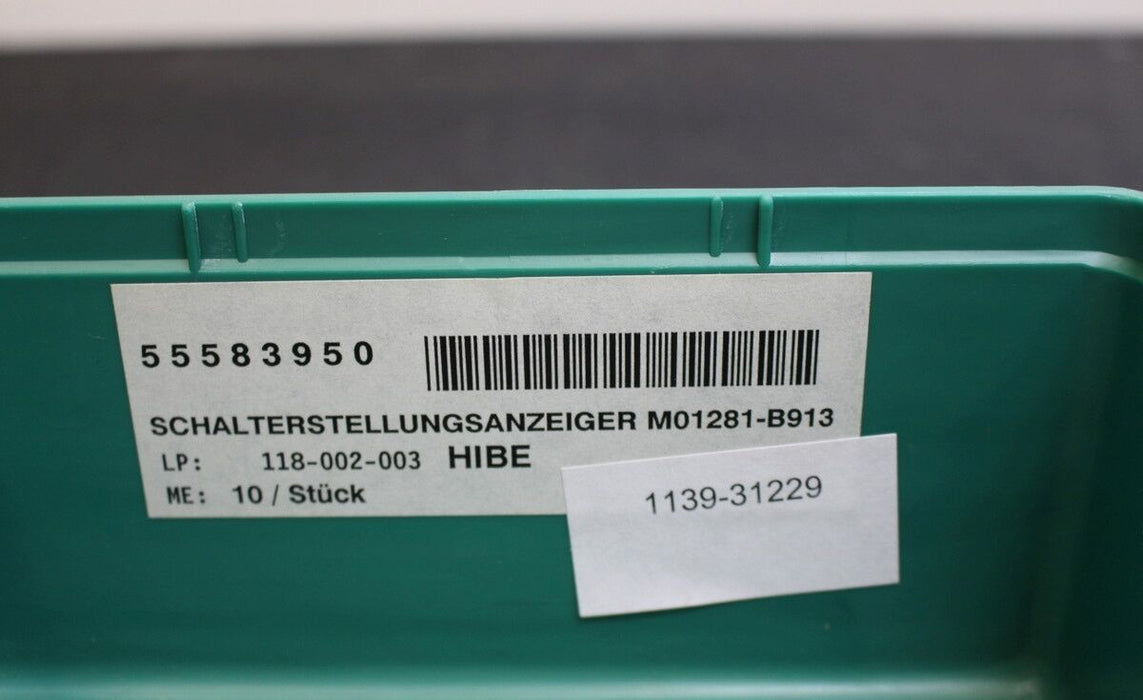 55583950
SCHALTERSTELLUNGSANZEIGER M01281-B913
LP: 118-002-003 HIBE
ME: 10 / Stück
1139-31229